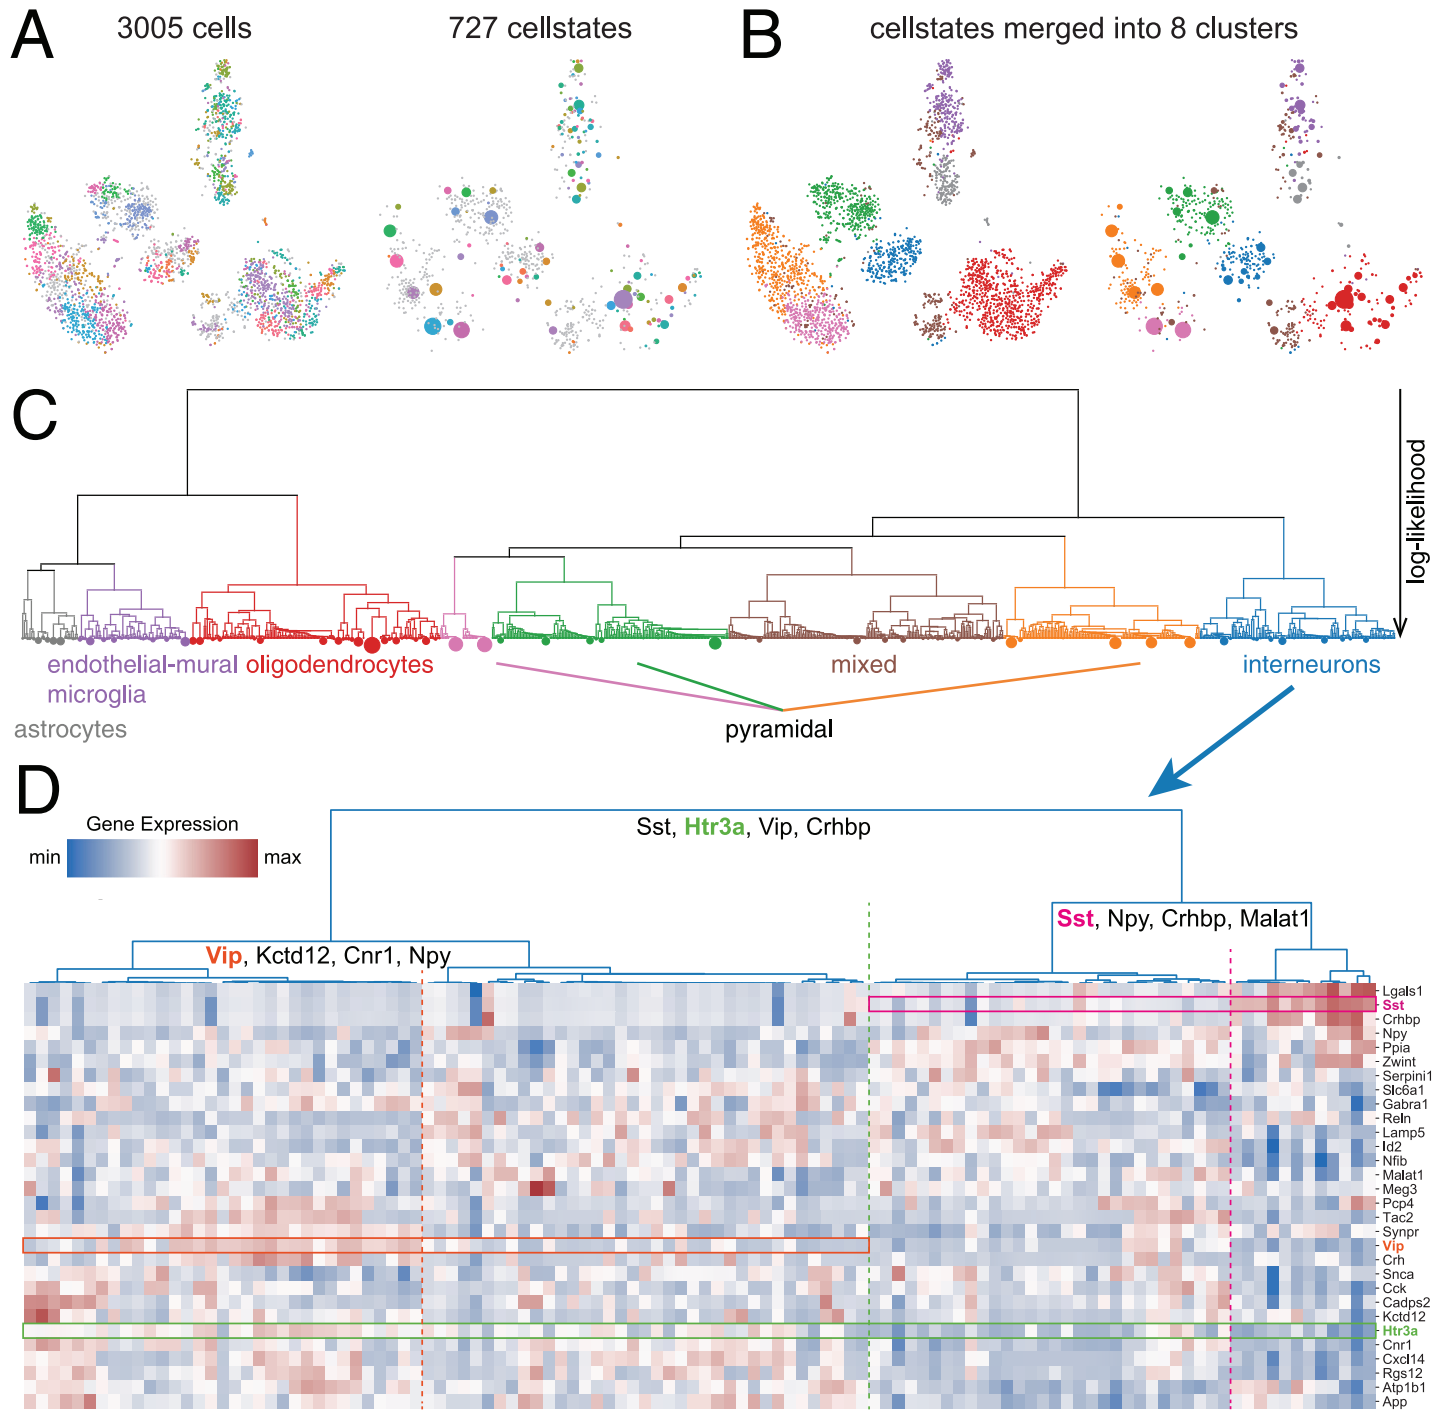 A
3005 cells
727 cellstates
B
cellstates merged into 8 clusters
C
log-likelihood
endothelial-mural
oligodendrocytes
mixed
interneurons
microglia
astrocytes
pyramidal
D
Gene Expression
min
max
Sst, Htr3a, Vip, Crhbp
Sst, Npy, Crhbp, Malat1
Vip, Kctd12, Cnr1, Npy
Lgals1
Sst
Crhbp
Npy
Ppia
Zwint
Serpini1
Slc6a1
Gabra1
Reln
Lamp5
Id2
Nfib
Malat1
Meg3
Pcp4
Tac2
Synpr
Vip
Crh
Snca
Cck
Cadps2
Kctd12
Htr3a
Cnr1
Cxcl14
Rgs12
Atp1b1
App